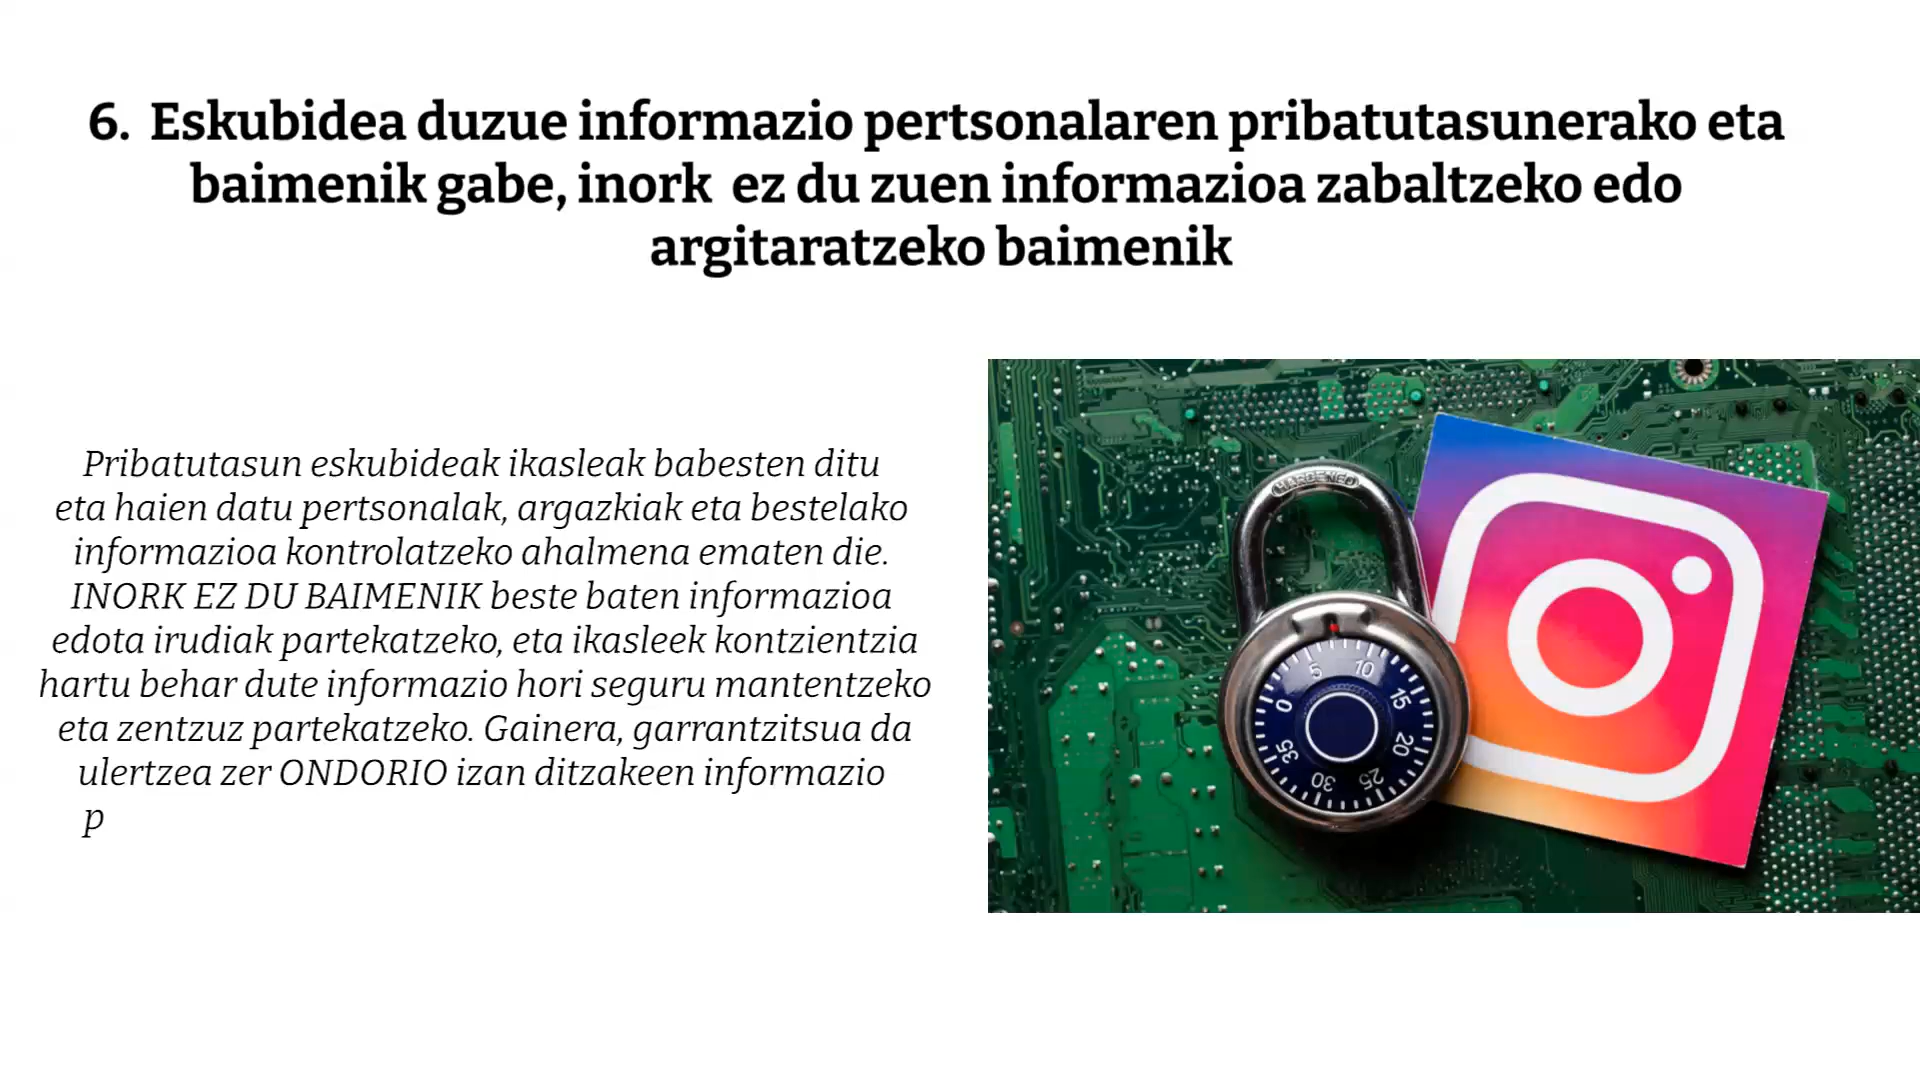 6. Eskubidea duzue informazio pertsonalaren pribatutasunerako eta
baimenik gabe, inork ez du zuen informazioa zabaltzeko edo
argitaratzeko baimenik
Pribatutasun eskubideak ikasleak babesten ditu
eta haien datu pertsonalak, argazkiak eta bestelako
informazioa kontrolatzeko ahalmena ematen die.
INORK EZ DU BAIMENIK beste baten informazioa
edota irudiak partekatzeko, eta ikasleek kontzientzia
hartu behar dute informazio hori seguru mantentzeko
eta zentzuz partekatzeko. Gainera, garrantzitsua da
ulertzea zer ONDORIO izan ditzakeen informazio
p
HARDENED
0
5
10
15
20
25
30
35